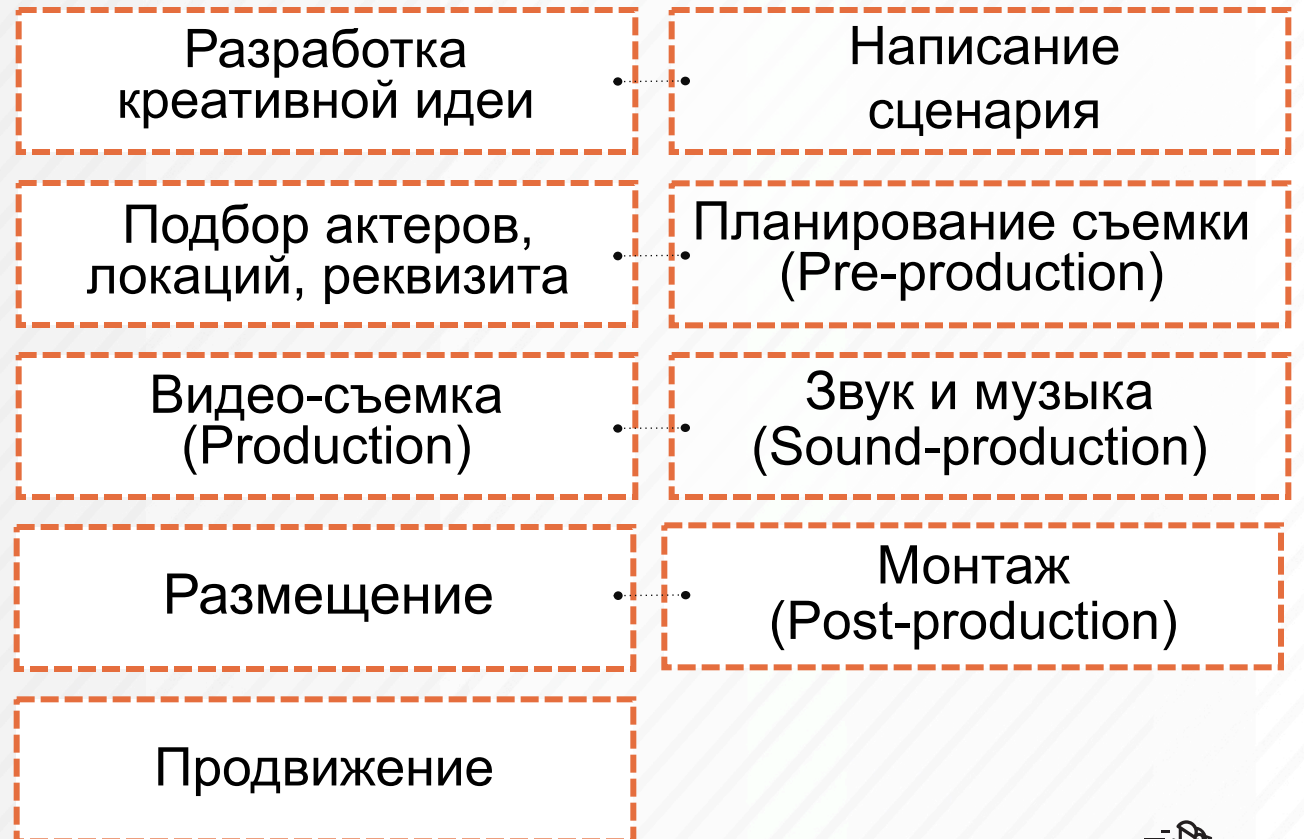 Разработка
креативной идеи
Написание
сценария
Подбор актеров,
локаций, реквизита
Планирование съемки
(Pre-production)
Видео-съемка
(Production)
Звук и музыка
(Sound-production)
Размещение
Монтаж
(Post-production)
Продвижение